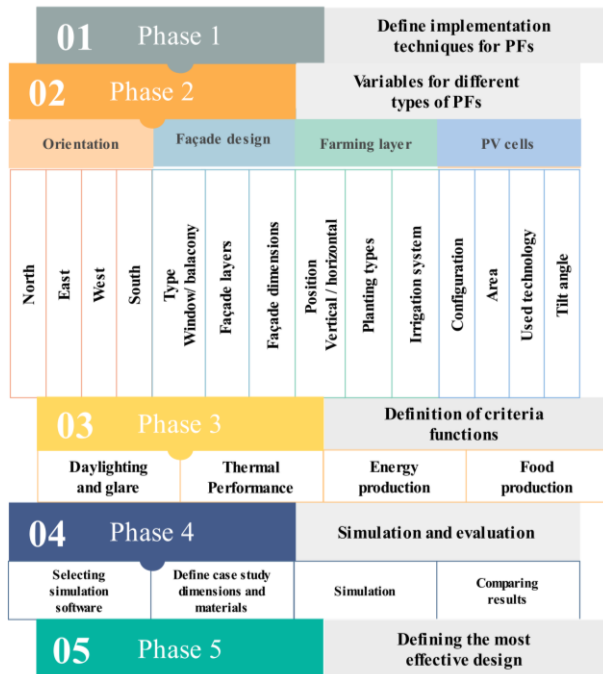 01 Phase 1
Define implementation
techniques for PFs
02 Phase 2
Variables for different
types of PFs
Orientation
Façade design
Farming layer
PV cells
North
East
West
South
Type
Window/ balacony
Façade layers
Façade dimensions
Position
Vertical / horizontal
Planting types
Irrigation system
Configuration
Area
Used technology
Tilt angle
03 Phase 3
Definition of criteria
functions
Daylighting
and glare
Thermal
Performance
Energy
production
Food
production
04 Phase 4
Simulation and evaluation
Selecting
simulation
software
Define case study
dimensions and
materials
Simulation
Comparing
results
05 Phase 5
Defining the most
effective design